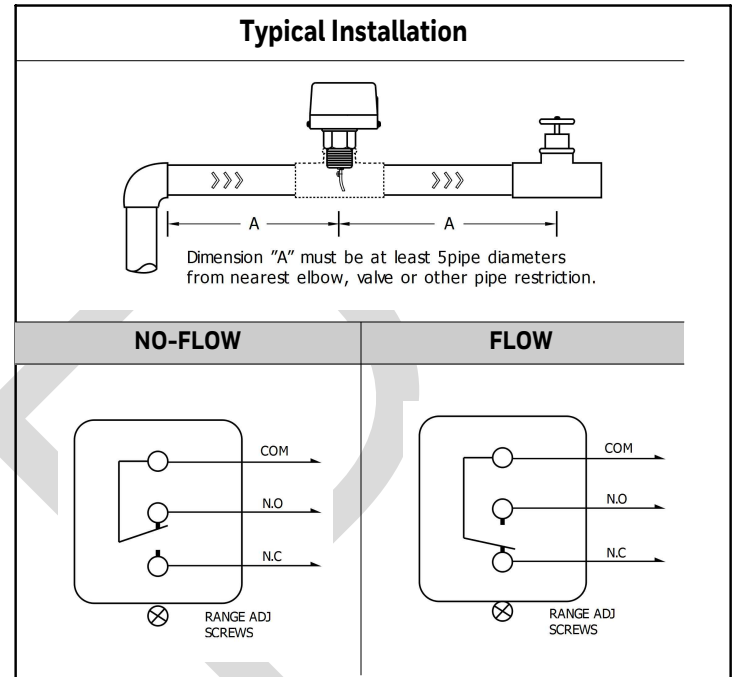 Typical Installation
A
A
Dimension "A" must be at least 5pipe diameters
from nearest elbow, valve or other pipe restriction.
NO-FLOW
FLOW
COM
N.O
N.C
RANGE ADJ
SCREWS
COM
N.O
N.C
RANGE ADJ
SCREWS